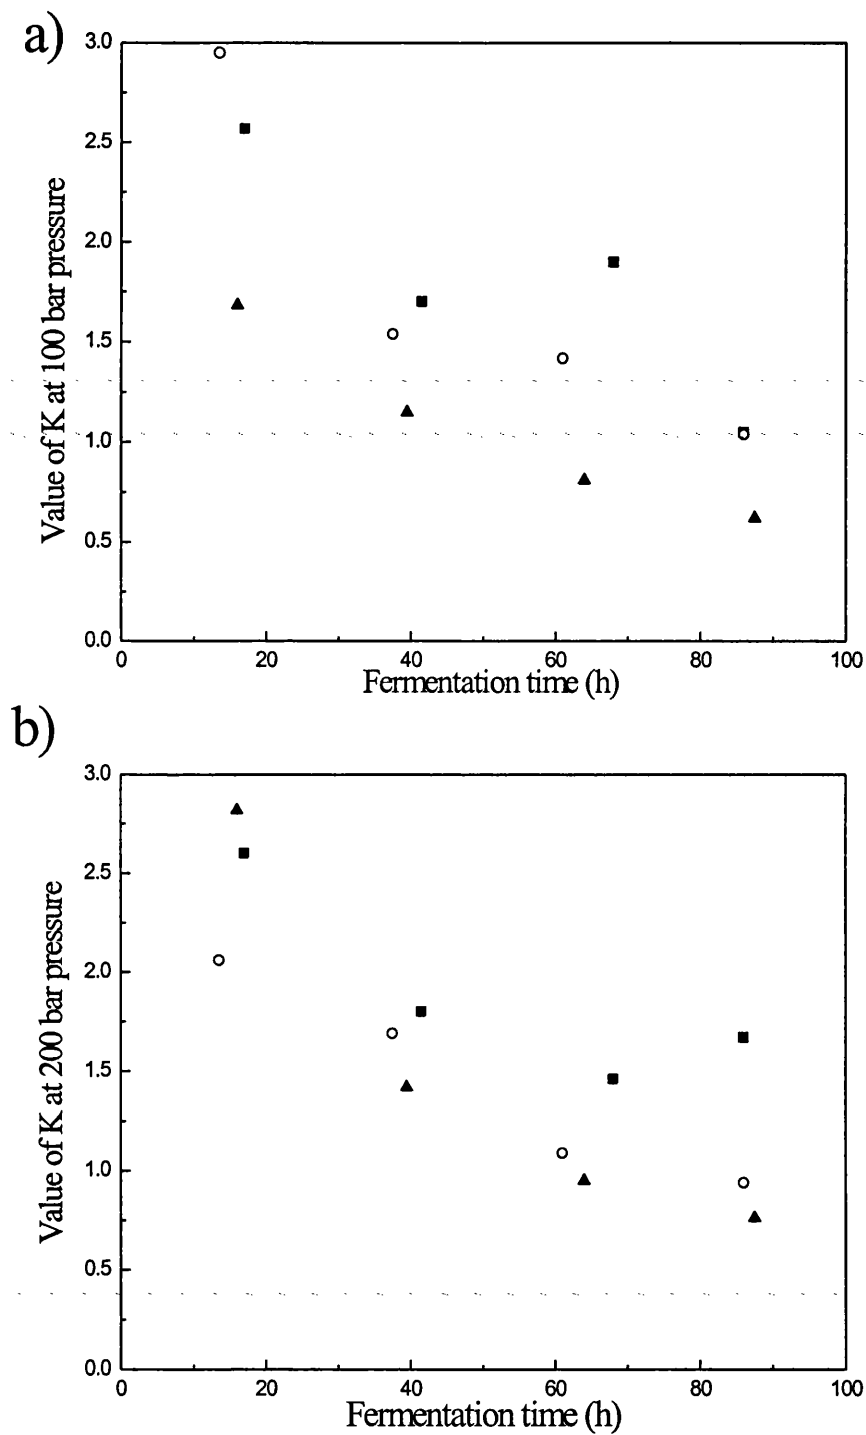 a)
3.0
2.5
2.0
1.5
1.0
0.5
0.0
Value of K at 100 bar pressure
0 20 40 60 80 100
Fermentation time (h)
b)
3.0
2.5
2.0
1.5
1.0
0.5
0.0
Value of K at 200 bar pressure
0 20 40 60 80 100
Fermentation time (h)